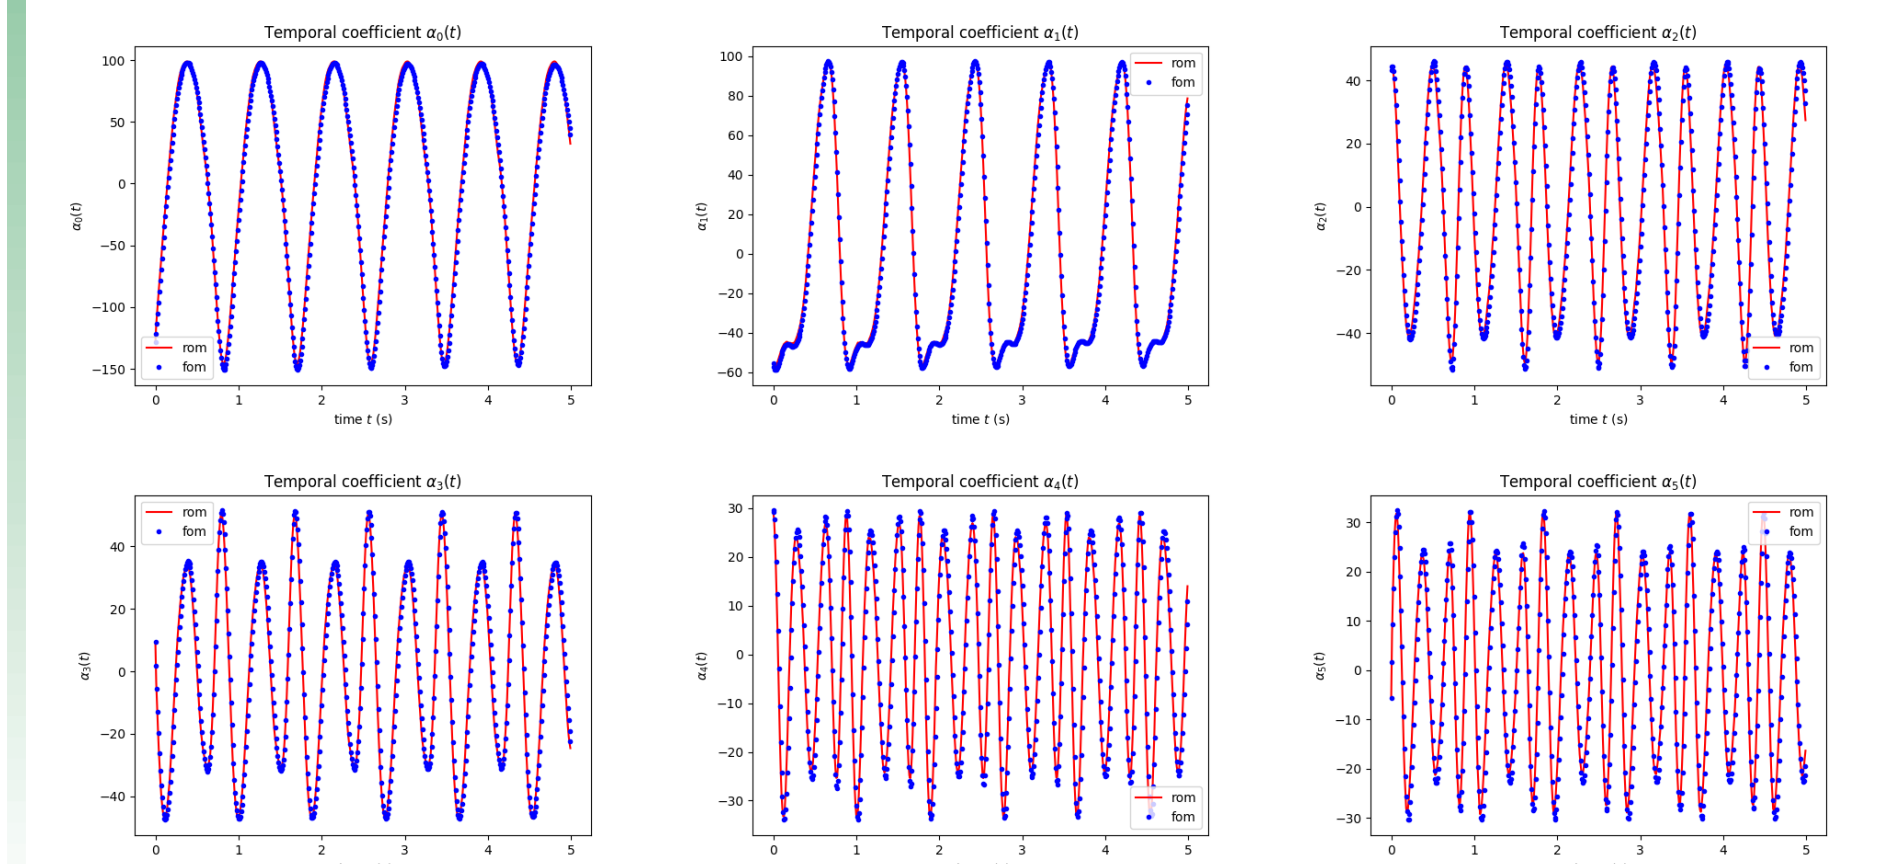 Temporal coefficient α₀(t)
100
50
0
−50
−100
−150
α₀(t)
rom
fom
0 1 2 3 4 5
time t (s)
Temporal coefficient α₁(t)
100
80
60
40
20
0
−20
−40
−60
α₁(t)
rom
fom
0 1 2 3 4 5
time t (s)
Temporal coefficient α₂(t)
40
20
0
−20
−40
α₂(t)
rom
fom
0 1 2 3 4 5
time t (s)
Temporal coefficient α₃(t)
40
20
0
−20
−40
α₃(t)
rom
fom
0 1 2 3 4 5
Temporal coefficient α₄(t)
30
20
10
0
−10
−20
−30
α₄(t)
rom
fom
0 1 2 3 4 5
Temporal coefficient α₅(t)
30
20
10
0
−10
−20
−30
α₅(t)
rom
fom
0 1 2 3 4 5